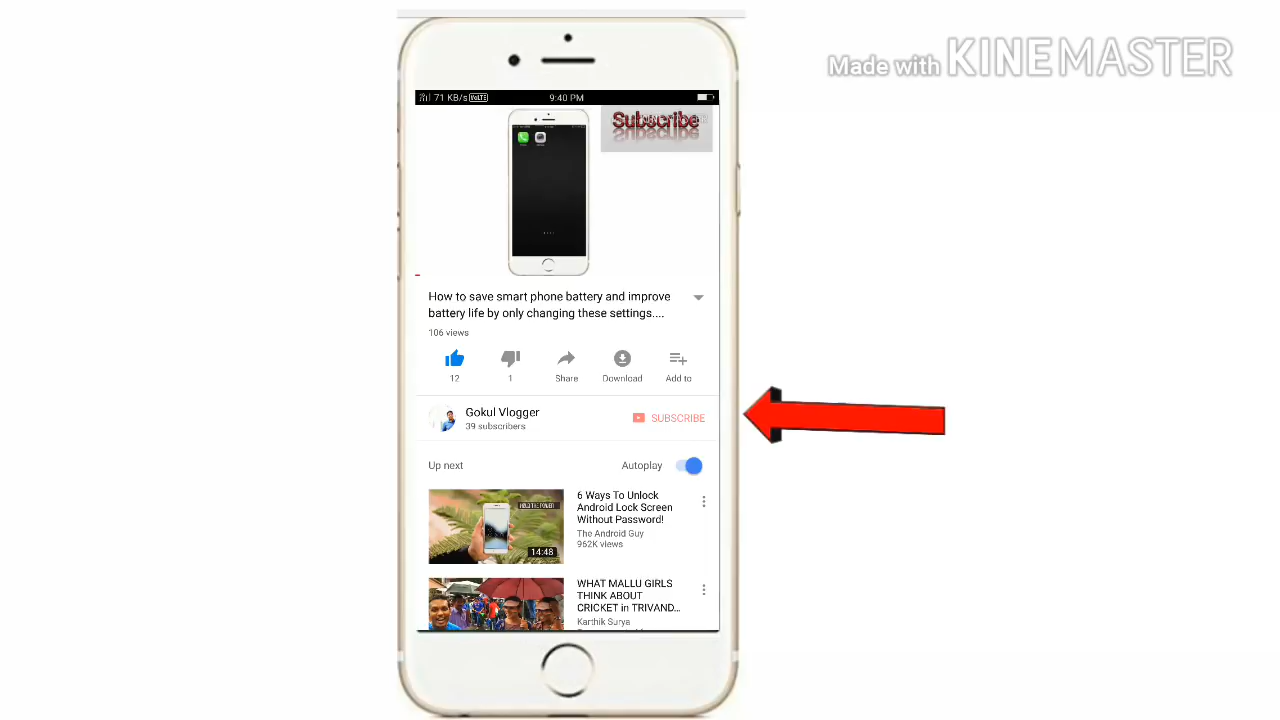 Made with KINEMASTER
71 KB/s VoLTE 9:40 PM
Subscribe
How to save smart phone battery and improve
battery life by only changing these settings....
106 views
12 1 Share Download Add to
Gokul Vlogger
39 subscribers
SUBSCRIBE
Up next Autoplay
6 Ways To Unlock
Android Lock Screen
Without Password!
The Android Guy
962K views
14:48
WHAT MALLU GIRLS
THINK ABOUT
CRICKET in TRIVAND...
Karthik Surya